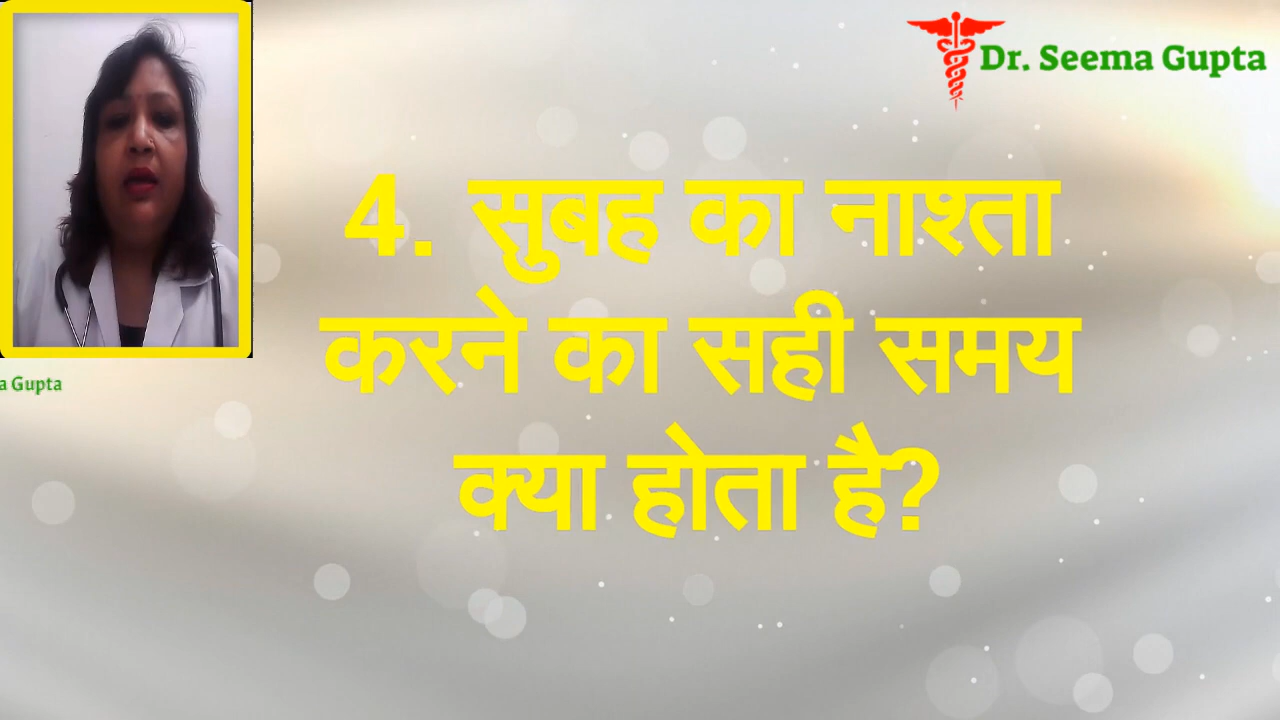 Dr. Seema Gupta
4. सुबह का नाश्ता
करने का सही समय
क्या होता है?
a Gupta